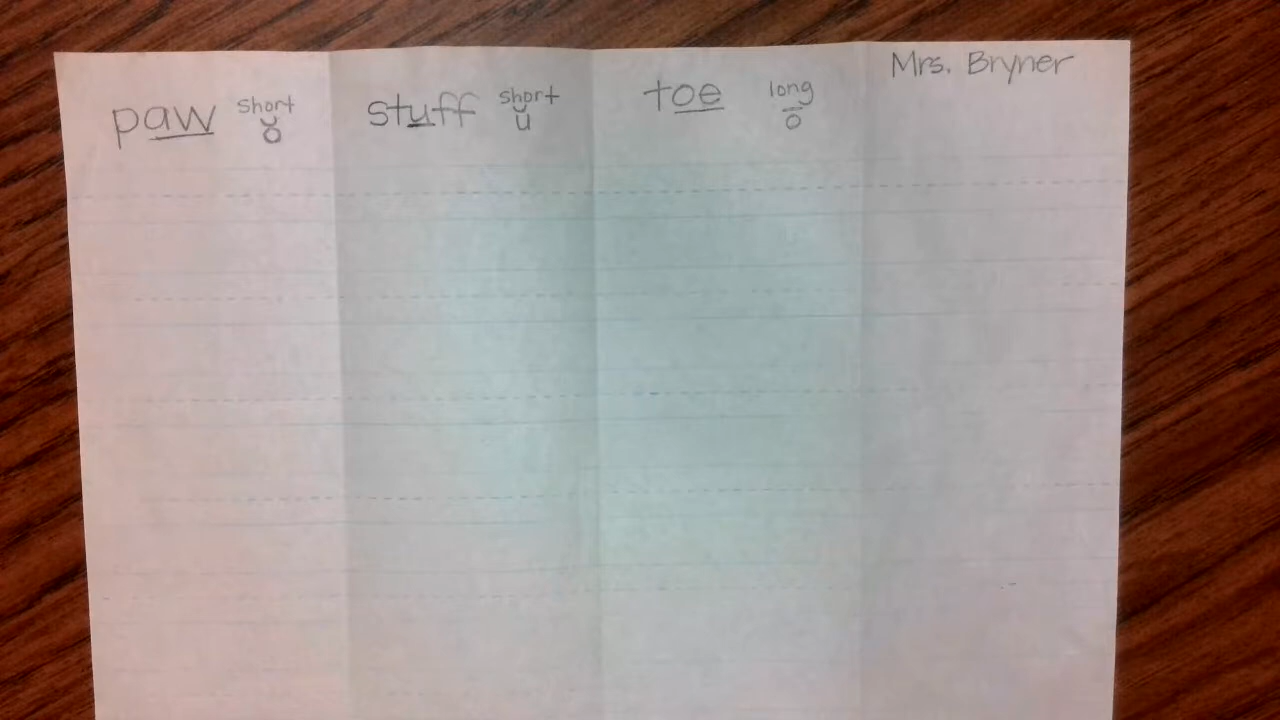 Mrs. Bryner
paw short ŏ
stuff short ŭ
toe long ō